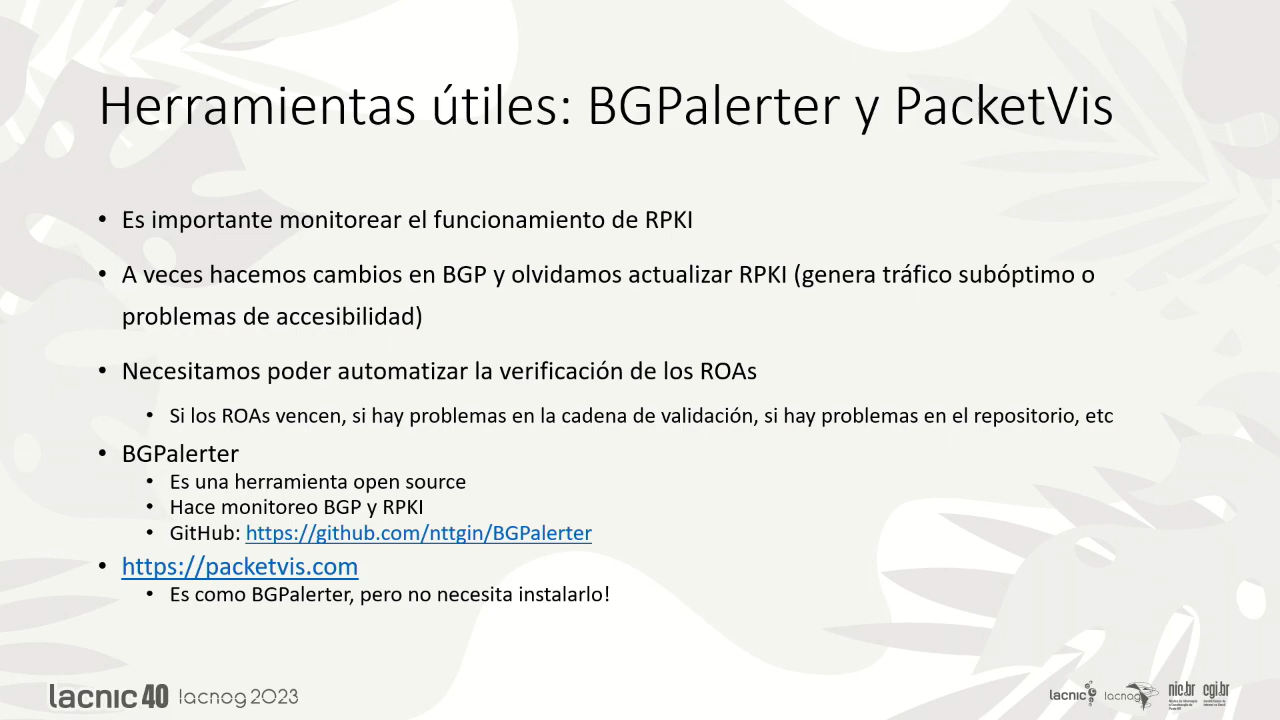 Herramientas útiles: BGPalerter y PacketVis
• Es importante monitorear el funcionamiento de RPKI
• A veces hacemos cambios en BGP y olvidamos actualizar RPKI (genera tráfico subóptimo o
problemas de accesibilidad)
• Necesitamos poder automatizar la verificación de los ROAs
• Si los ROAs vencen, si hay problemas en la cadena de validación, si hay problemas en el repositorio, etc
• BGPalerter
• Es una herramienta open source
• Hace monitoreo BGP y RPKI
• GitHub: https://github.com/nttgin/BGPalerter
• https://packetvis.com
• Es como BGPalerter, pero no necesita instalarlo!
lacnic 40 lacnog 2023
lacnic lacnog nic.br cgi.br